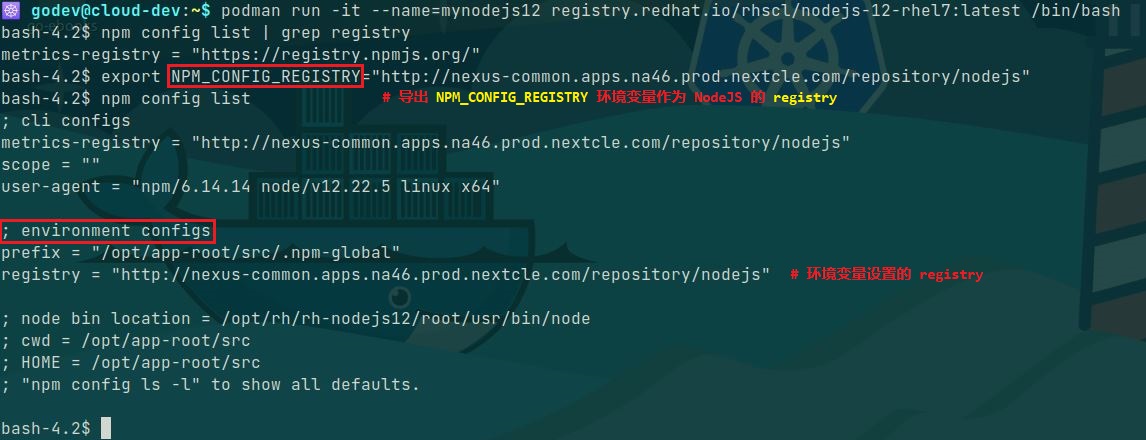 godev@cloud-dev:~$ podman run -it --name=mynodejs12 registry.redhat.io/rhscl/nodejs-12-rhel7:latest /bin/bash
bash-4.2$ npm config list | grep registry
metrics-registry = "https://registry.npmjs.org/"
bash-4.2$ export NPM_CONFIG_REGISTRY="http://nexus-common.apps.na46.prod.nextcle.com/repository/nodejs"
bash-4.2$ npm config list # 导出 NPM_CONFIG_REGISTRY 环境变量作为 NodeJS 的 registry
; cli configs
metrics-registry = "http://nexus-common.apps.na46.prod.nextcle.com/repository/nodejs"
scope = ""
user-agent = "npm/6.14.14 node/v12.22.5 linux x64"
; environment configs
prefix = "/opt/app-root/src/.npm-global"
registry = "http://nexus-common.apps.na46.prod.nextcle.com/repository/nodejs" # 环境变量设置的 registry
; node bin location = /opt/rh/rh-nodejs12/root/usr/bin/node
; cwd = /opt/app-root/src
; HOME = /opt/app-root/src
; "npm config ls -l" to show all defaults.
bash-4.2$